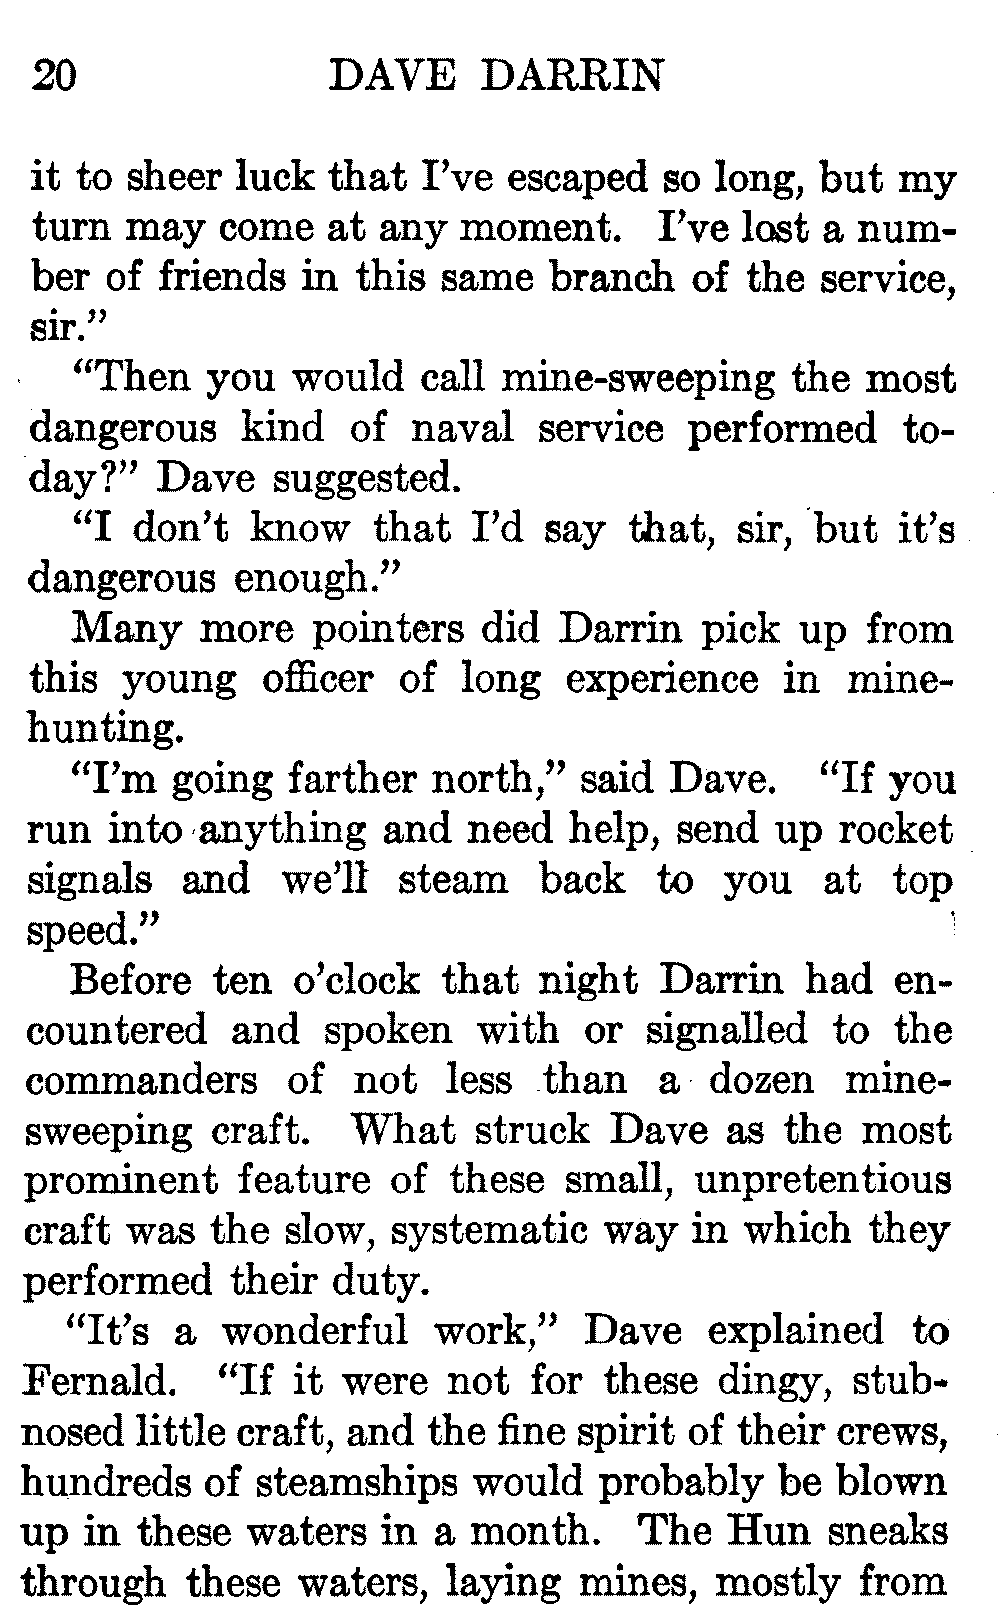 20 DAVE DARRIN
it to sheer luck that I've escaped so long, but my
turn may come at any moment. I've lost a num-
ber of friends in this same branch of the service,
sir."
"Then you would call mine-sweeping the most
dangerous kind of naval service performed to-
day?" Dave suggested.
"I don't know that I'd say that, sir, but it's
dangerous enough."
Many more pointers did Darrin pick up from
this young officer of long experience in mine-
hunting.
"I'm going farther north," said Dave. "If you
run into anything and need help, send up rocket
signals and we'll steam back to you at top
speed."
Before ten o'clock that night Darrin had en-
countered and spoken with or signalled to the
commanders of not less than a dozen mine-
sweeping craft. What struck Dave as the most
prominent feature of these small, unpretentious
craft was the slow, systematic way in which they
performed their duty.
"It's a wonderful work," Dave explained to
Fernald. "If it were not for these dingy, stub-
nosed little craft, and the fine spirit of their crews,
hundreds of steamships would probably be blown
up in these waters in a month. The Hun sneaks
through these waters, laying mines, mostly from